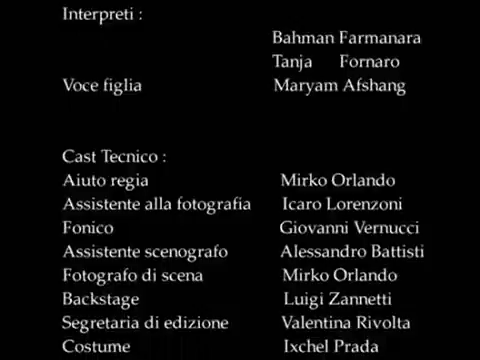 Interpreti :
Bahman Farmanara
Tanja Fornaro
Voce figlia Maryam Afshang
Cast Tecnico :
Aiuto regia Mirko Orlando
Assistente alla fotografia Icaro Lorenzoni
Fonico Giovanni Vernucci
Assistente scenografo Alessandro Battisti
Fotografo di scena Mirko Orlando
Backstage Luigi Zannetti
Segretaria di edizione Valentina Rivolta
Costume Ixchel Prada